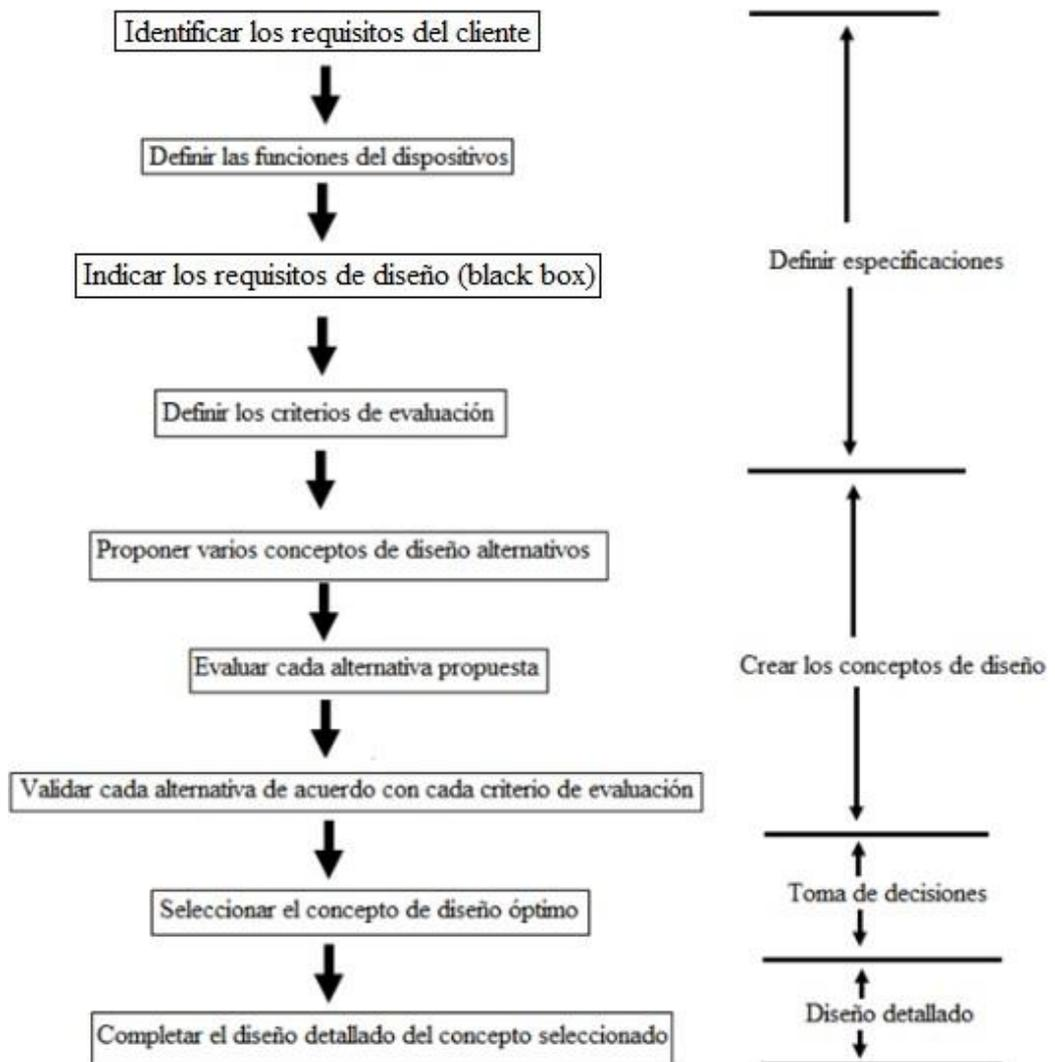 Identificar los requisitos del cliente
Definir las funciones del dispositivos
Indicar los requisitos de diseño (black box)
Definir especificaciones
Definir los criterios de evaluación
Proponer varios conceptos de diseño alternativos
Evaluar cada alternativa propuesta
Crear los conceptos de diseño
Validar cada alternativa de acuerdo con cada criterio de evaluación
Seleccionar el concepto de diseño óptimo
Toma de decisiones
Completar el diseño detallado del concepto seleccionado
Diseño detallado